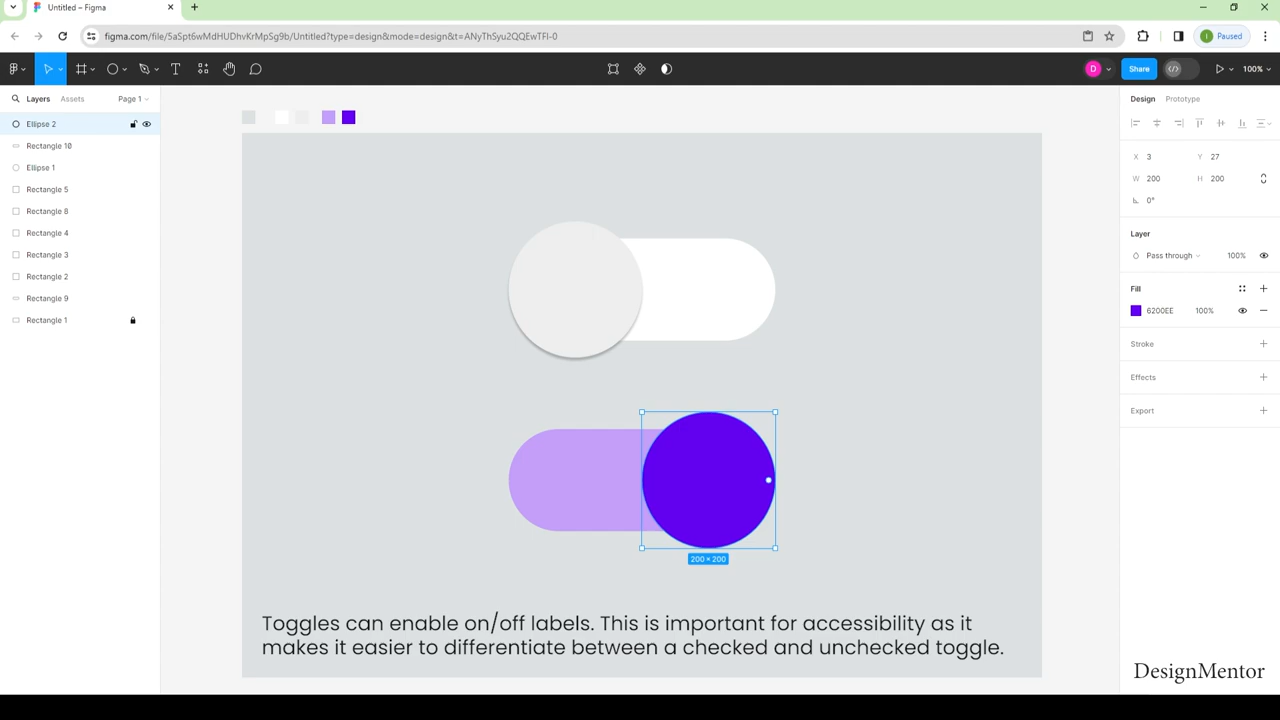 Untitled – Figma
figma.com/file/5aSpt6wMdHUDhvKrMpSg9b/Untitled?type=design&mode=design&t=ANyThSyu2QQEwTFI-0
I
Paused
D
Share
100%
Layers
Assets
Page 1
Ellipse 2
Rectangle 10
Ellipse 1
Rectangle 5
Rectangle 8
Rectangle 4
Rectangle 3
Rectangle 2
Rectangle 9
Rectangle 1
200 × 200
Toggles can enable on/off labels. This is important for accessibility as it
makes it easier to differentiate between a checked and unchecked toggle.
Design
Prototype
X 3 Y 27
W 200 H 200
0°
Layer
Pass through 100%
Fill
6200EE 100%
Stroke
Effects
Export
DesignMentor